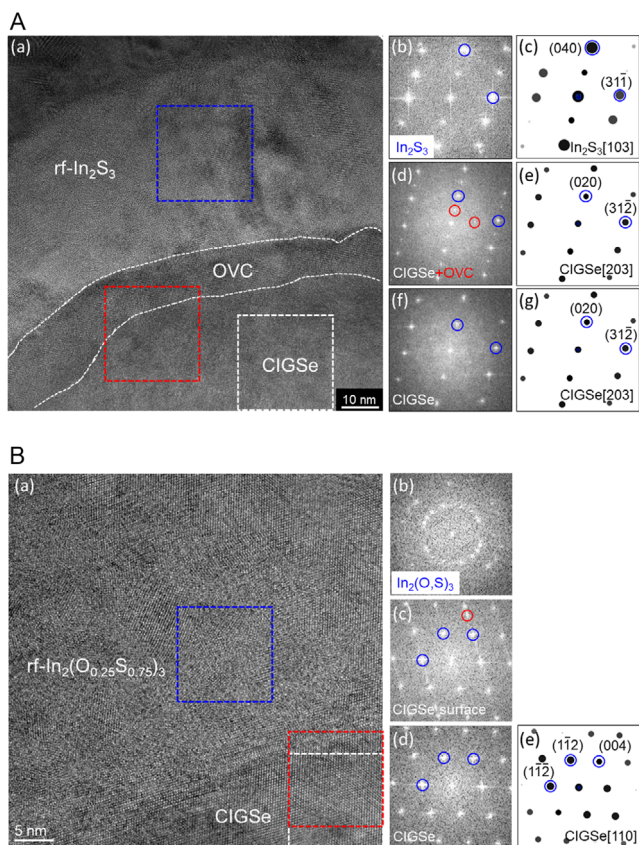 A
(a)
rf-In₂S₃
OVC
CIGSe
10 nm
(b)
In₂S₃
(c)
(040)
(311̄)
In₂S₃[103]
(d)
CIGSe+OVC
(e)
(020)
(312̄)
CIGSe[203]
(f)
CIGSe
(g)
(020)
(312̄)
CIGSe[203]
B
(a)
rf-In₂(O₀.₂₅S₀.₇₅)₃
CIGSe
5 nm
(b)
In₂(O,S)₃
(c)
CIGSe surface
(d)
CIGSe
(e)
(11̄2) (004)
(11̄2̄)
CIGSe[110]